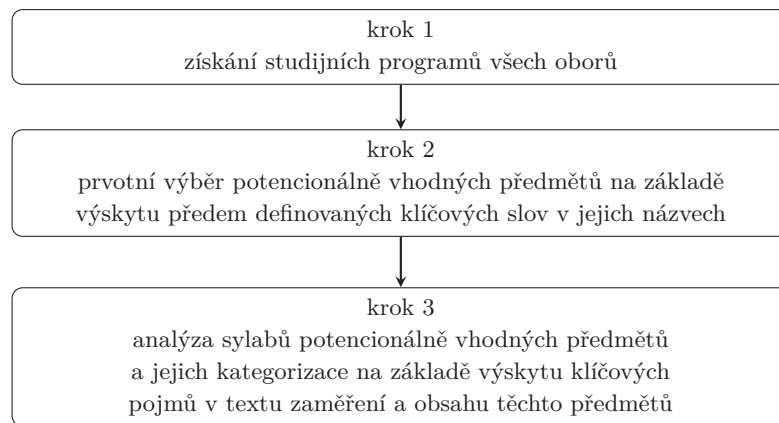 krok 1
získání studijních programů všech oborů
krok 2
prvotní výběr potencionálně vhodných předmětů na základě
výskytu předem definovaných klíčových slov v jejich názvech
krok 3
analýza sylabů potencionálně vhodných předmětů
a jejich kategorizace na základě výskytu klíčových
pojmů v textu zaměření a obsahu těchto předmětů